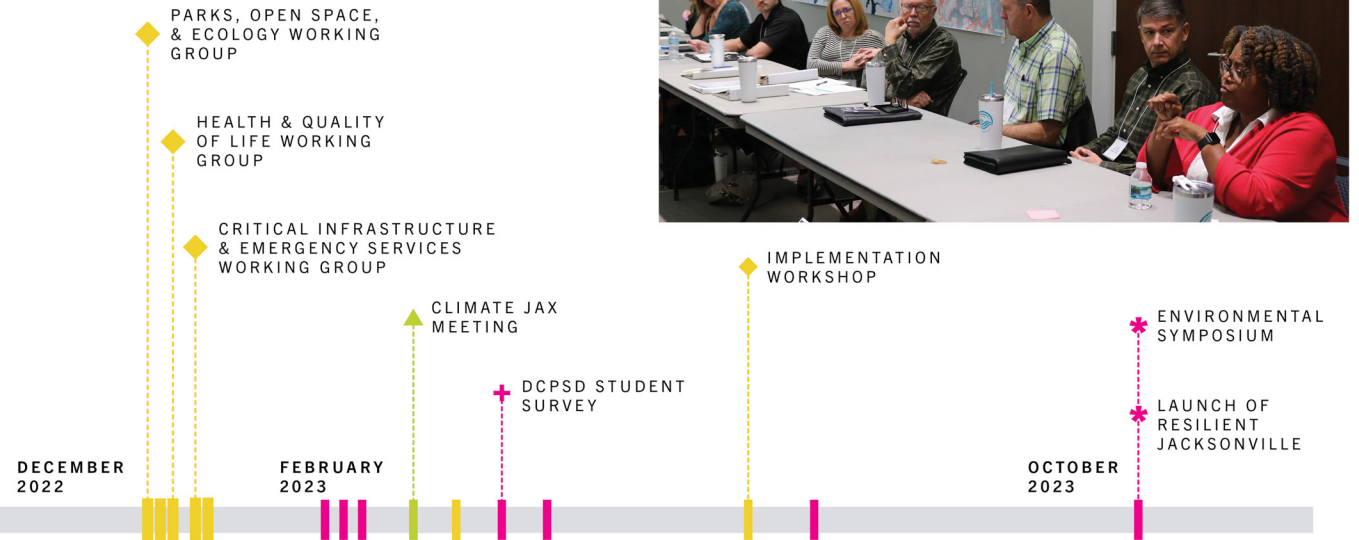 PARKS, OPEN SPACE,
& ECOLOGY WORKING
GROUP
HEALTH & QUALITY
OF LIFE WORKING
GROUP
CRITICAL INFRASTRUCTURE
& EMERGENCY SERVICES
WORKING GROUP
CLIMATE JAX
MEETING
DCPSD STUDENT
SURVEY
IMPLEMENTATION
WORKSHOP
ENVIRONMENTAL
SYMPOSIUM
LAUNCH OF
RESILIENT
JACKSONVILLE
DECEMBER
2022
FEBRUARY
2023
OCTOBER
2023